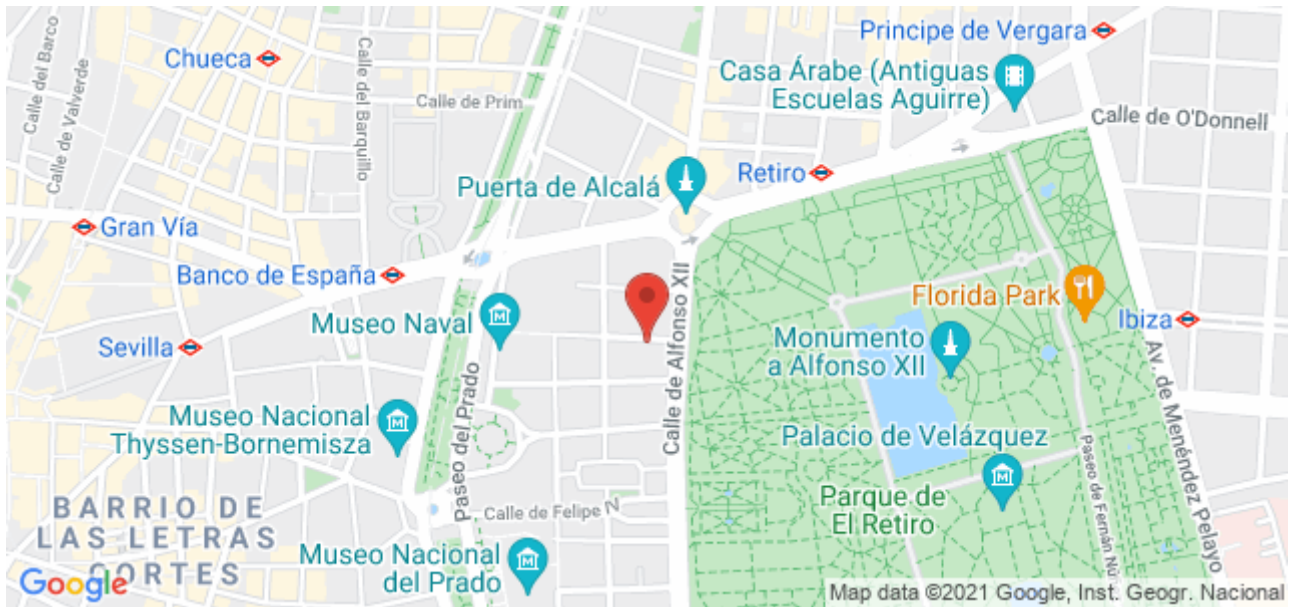 Principe de Vergara
Chueca
Calle del Barco
Calle de Valverde
Calle del Barquillo
Calle de Prim
Casa Árabe (Antiguas
Escuelas Aguirre)
Calle de O'Donnell
Puerta de Alcalá
Retiro
Gran Vía
Banco de España
Calle de Alfonso XII
Florida Park
Museo Naval
Ibiza
Sevilla
Monumento
a Alfonso XII
Av. de Menéndez Pelayo
Paseo del Prado
Museo Nacional
Thyssen-Bornemisza
Palacio de Velázquez
Paseo de Fernán Nú
Parque de
El Retiro
BARRIO DE
LAS LETRAS
CORTES
Calle de Felipe N
Museo Nacional
del Prado
Google
Map data ©2021 Google, Inst. Geogr. Nacional